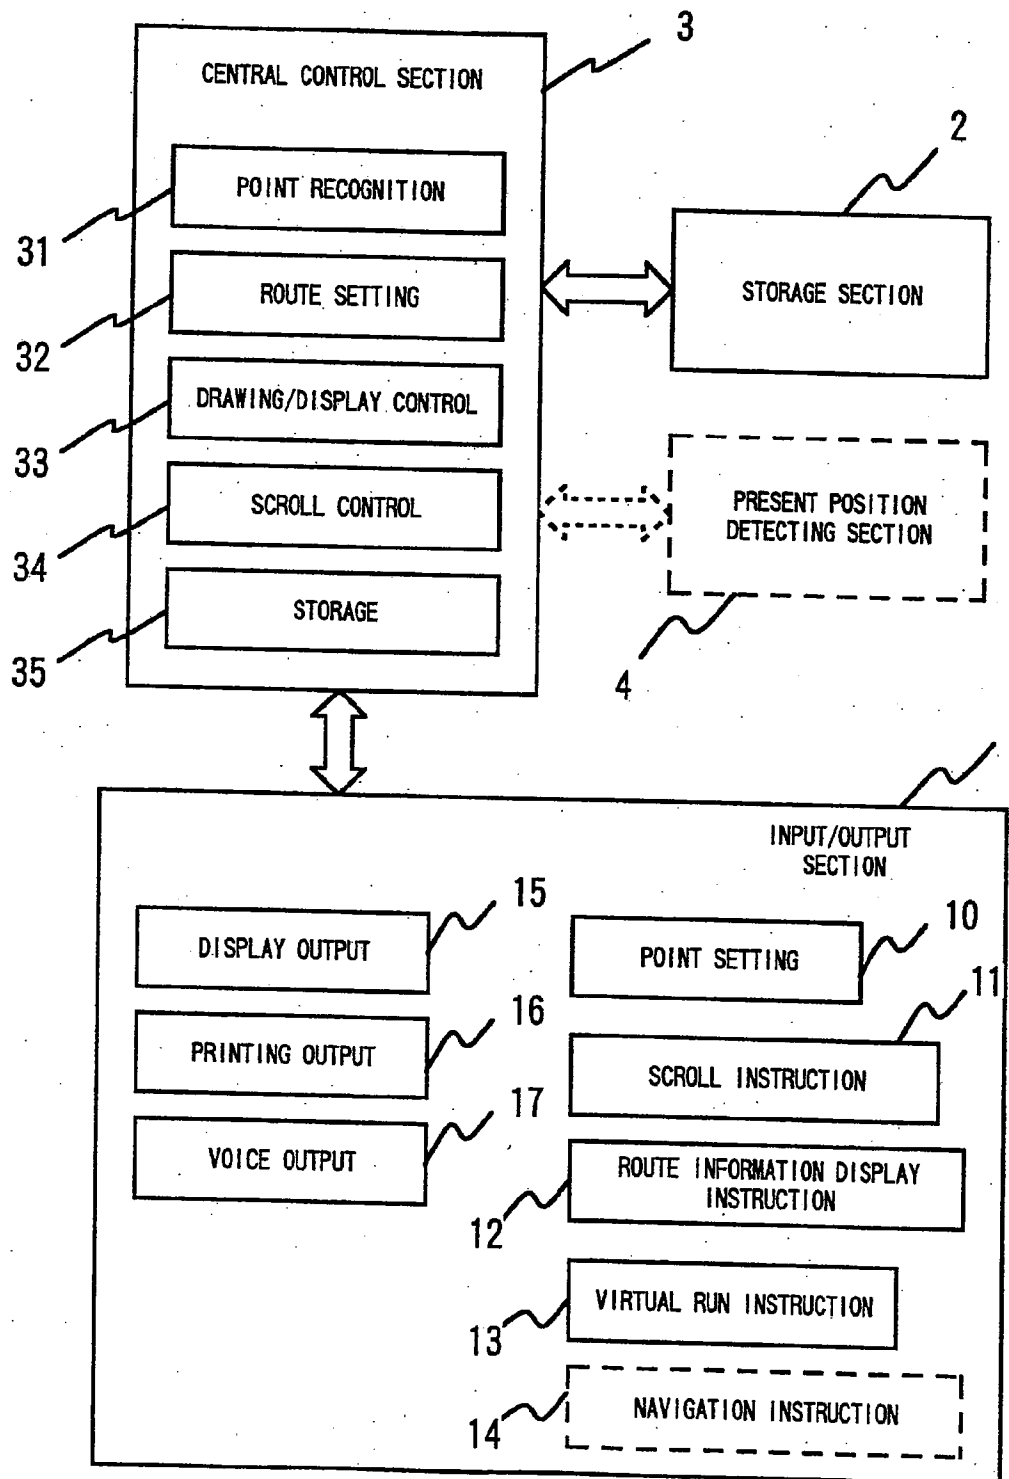 3
CENTRAL CONTROL SECTION
2
POINT RECOGNITION
31
ROUTE SETTING
STORAGE SECTION
32
DRAWING/DISPLAY CONTROL
33
SCROLL CONTROL
PRESENT POSITION
DETECTING SECTION
34
STORAGE
35
4
INPUT/OUTPUT
SECTION
15
DISPLAY OUTPUT
10
POINT SETTING
16
PRINTING OUTPUT
11
SCROLL INSTRUCTION
17
VOICE OUTPUT
ROUTE INFORMATION DISPLAY
INSTRUCTION
12
VIRTUAL RUN INSTRUCTION
13
NAVIGATION INSTRUCTION
14